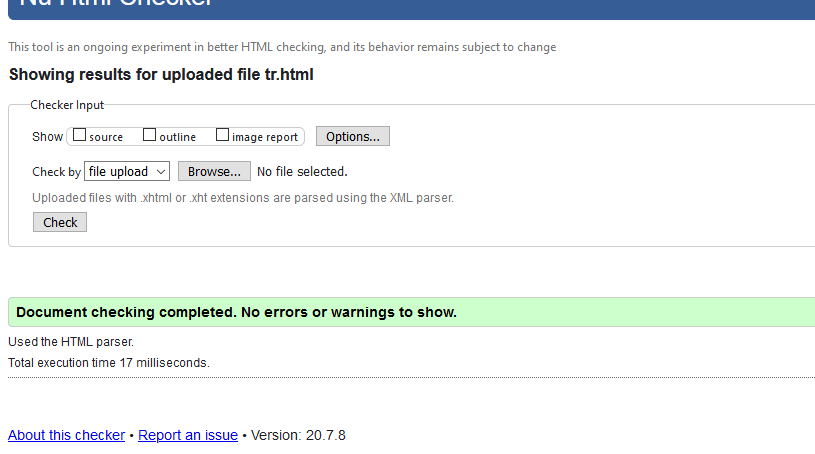 Nu Html Checker
This tool is an ongoing experiment in better HTML checking, and its behavior remains subject to change
Showing results for uploaded file tr.html
Checker Input
Show source outline image report Options...
Check by file upload Browse... No file selected.
Uploaded files with .xhtml or .xht extensions are parsed using the XML parser.
Check
Document checking completed. No errors or warnings to show.
Used the HTML parser.
Total execution time 17 milliseconds.
About this checker • Report an issue • Version: 20.7.8